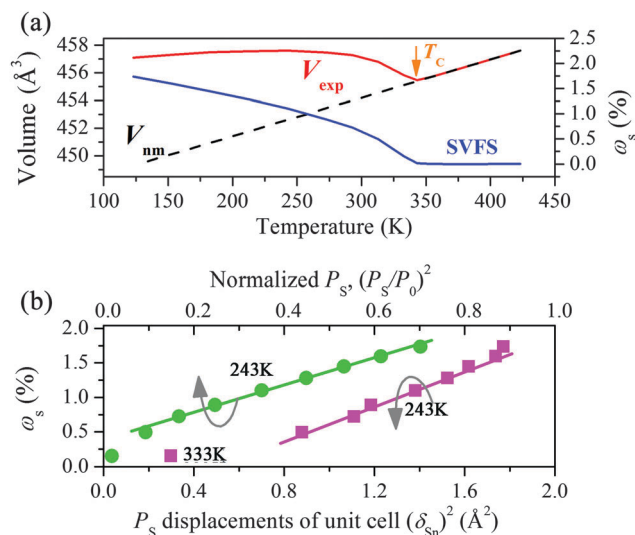 (a)
458
456
454
452
450
Volume (Å³)
V_exp
T_C
V_nm
SVFS
2.5
2.0
1.5
1.0
0.5
0.0
ω_s (%)
100 150 200 250 300 350 400 450
Temperature (K)
Normalized P_S, (P_S/P_0)²
(b)
0.0 0.2 0.4 0.6 0.8 1.0
2.0
1.5
1.0
0.5
0.0
ω_s (%)
243K
243K
333K
0.0 0.4 0.8 1.2 1.6 2.0
P_S displacements of unit cell (δ_Sn)² (Å²)